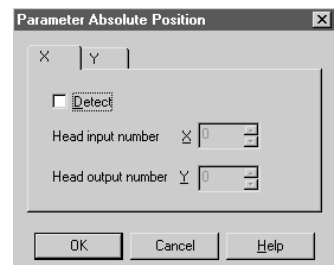 Parameter Absolute Position
X Y
Detect
Head input number X 0
Head output number Y 0
OK Cancel Help